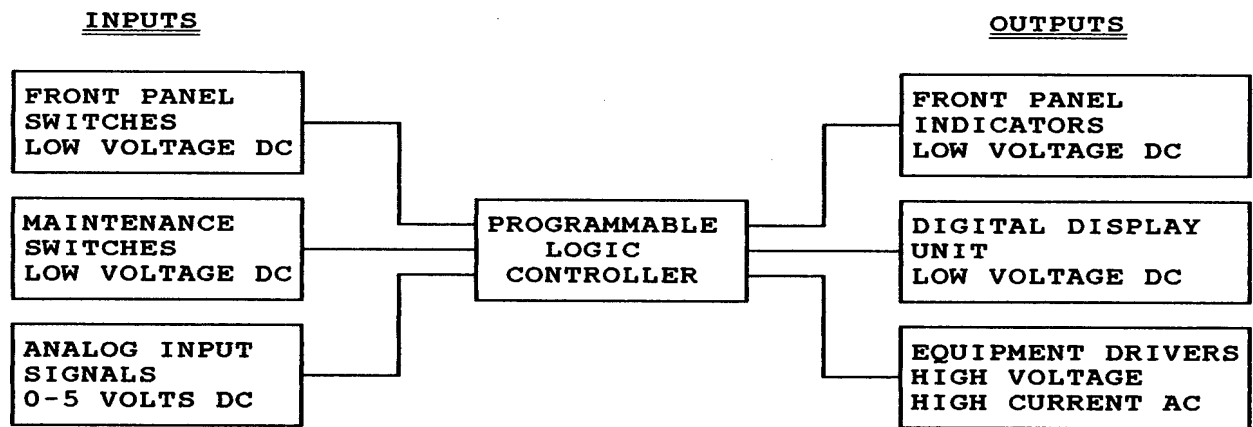 INPUTS
FRONT PANEL
SWITCHES
LOW VOLTAGE DC
MAINTENANCE
SWITCHES
LOW VOLTAGE DC
ANALOG INPUT
SIGNALS
0-5 VOLTS DC
PROGRAMMABLE
LOGIC
CONTROLLER
OUTPUTS
FRONT PANEL
INDICATORS
LOW VOLTAGE DC
DIGITAL DISPLAY
UNIT
LOW VOLTAGE DC
EQUIPMENT DRIVERS
HIGH VOLTAGE
HIGH CURRENT AC